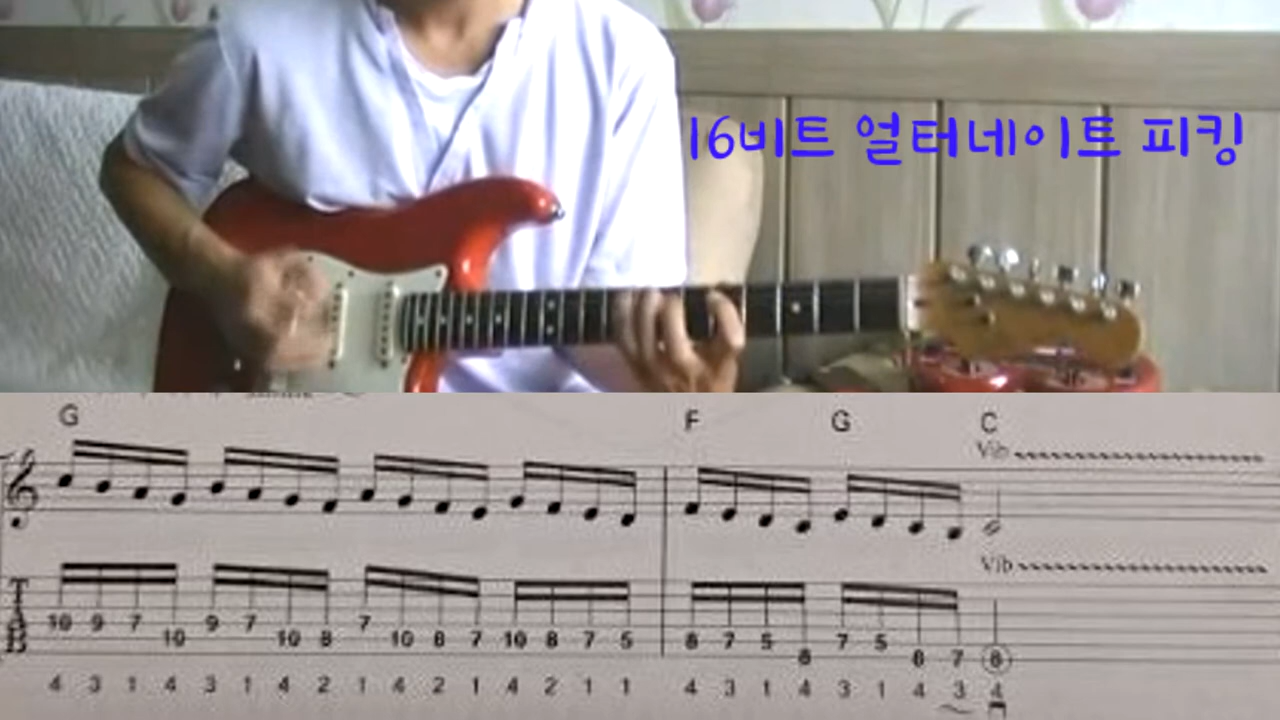 16비트 얼터네이트 피킹
G F G C
Vib
Vib
T
A
B
10 9 7 10 9 7 10 8 7 10 8 7 10 8 7 5 8 7 5 8 7 5 8 7 8
4 3 1 4 3 1 4 2 1 4 2 1 4 2 1 1 4 3 1 4 3 1 4 3 4